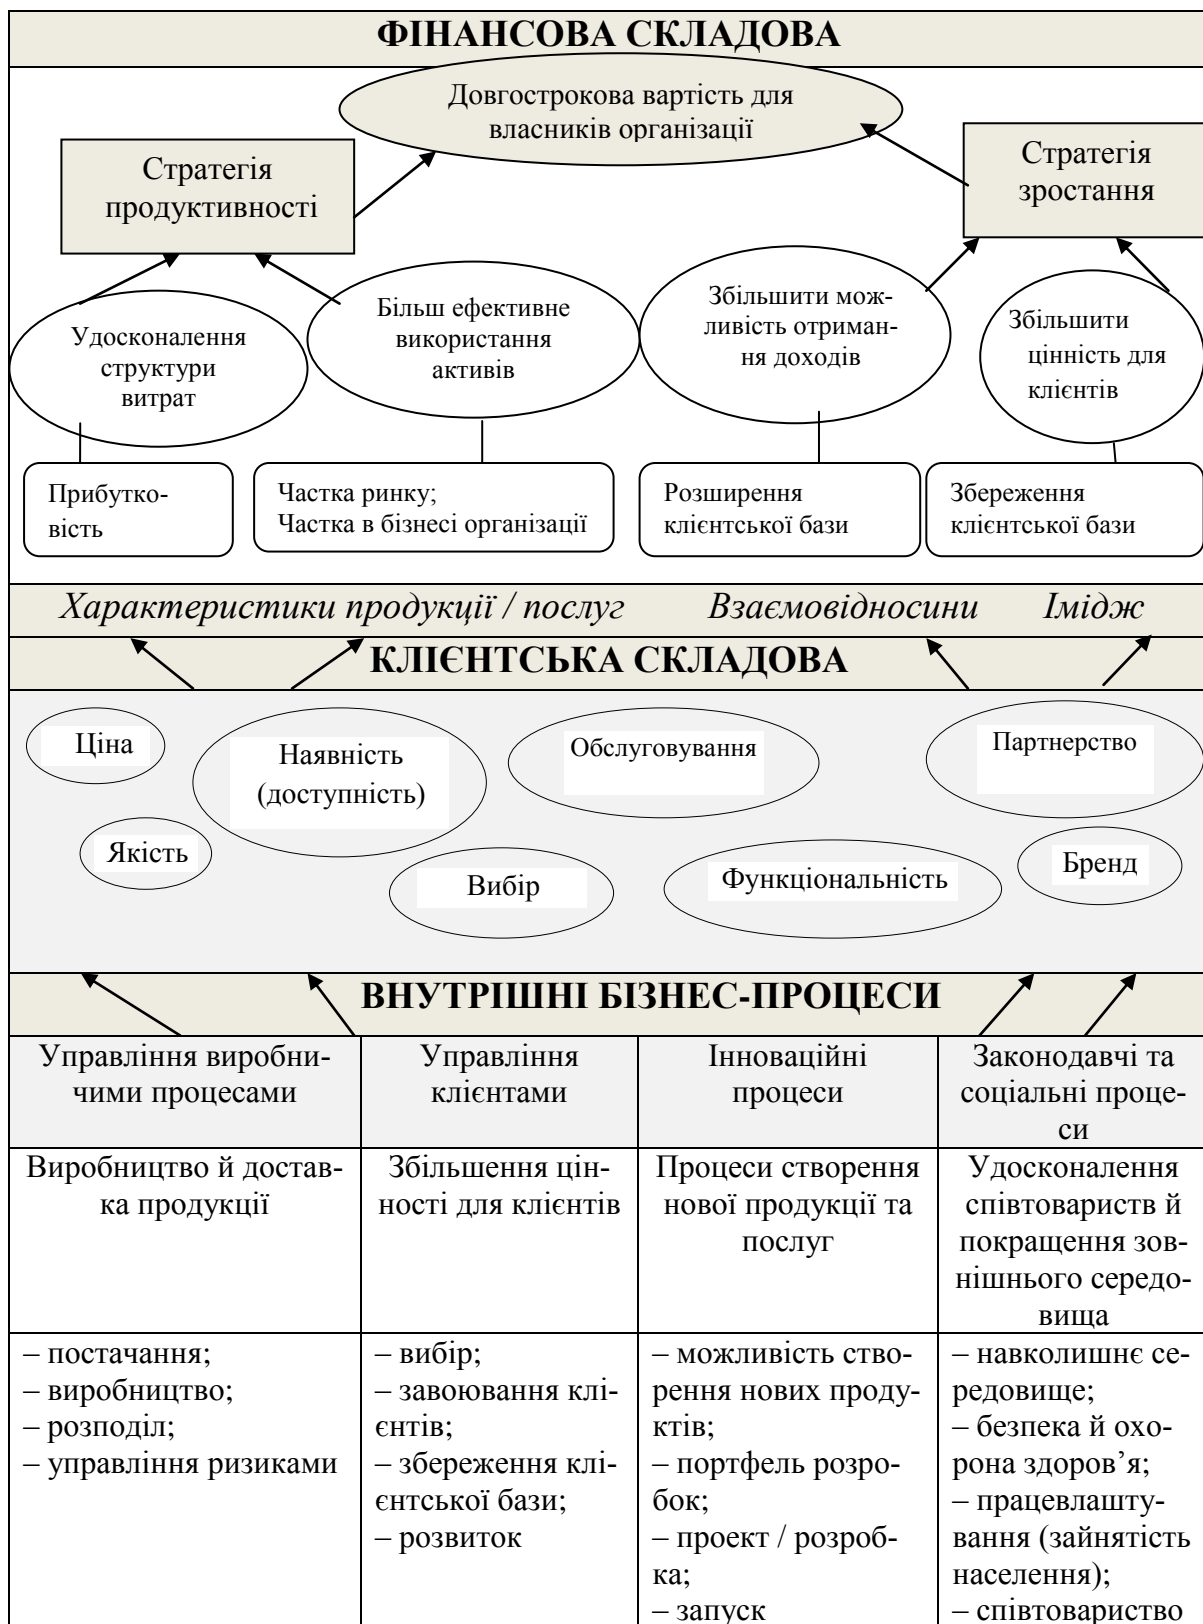 ФІНАНСОВА СКЛАДОВА
Довгострокова вартість для
власників організації
Стратегія
продуктивності
Стратегія
зростання
Удосконалення
структури
витрат
Більш ефективне
використання
активів
Збільшити мож-
ливість отриман-
ня доходів
Збільшити
цінність для
клієнтів
Прибутко-
вість
Частка ринку;
Частка в бізнесі організації
Розширення
клієнтської бази
Збереження
клієнтської бази
Характеристики продукції / послуг Взаємовідносини Імідж
КЛІЄНТСЬКА СКЛАДОВА
Ціна
Наявність
(доступність)
Обслуговування
Партнерство
Якість
Вибір
Функціональність
Бренд
ВНУТРІШНІ БІЗНЕС-ПРОЦЕСИ
Управління виробни-
чими процесами
Управління
клієнтами
Інноваційні
процеси
Законодавчі та
соціальні проце-
си
Виробництво й достав-
ка продукції
Збільшення цін-
ності для клієнтів
Процеси створення
нової продукції та
послуг
Удосконалення
співтовариств й
покращення зов-
нішнього середо-
вища
– постачання;
– виробництво;
– розподіл;
– управління ризиками
– вибір;
– завоювання клі-
єнтів;
– збереження клі-
єнтської бази;
– розвиток
– можливість ство-
рення нових проду-
ктів;
– портфель розро-
бок;
– проект / розроб-
ка;
– запуск
– навколишнє се-
редовище;
– безпека й охо-
рона здоров’я;
– працевлашту-
вання (зайнятість
населення);
– співтовариство